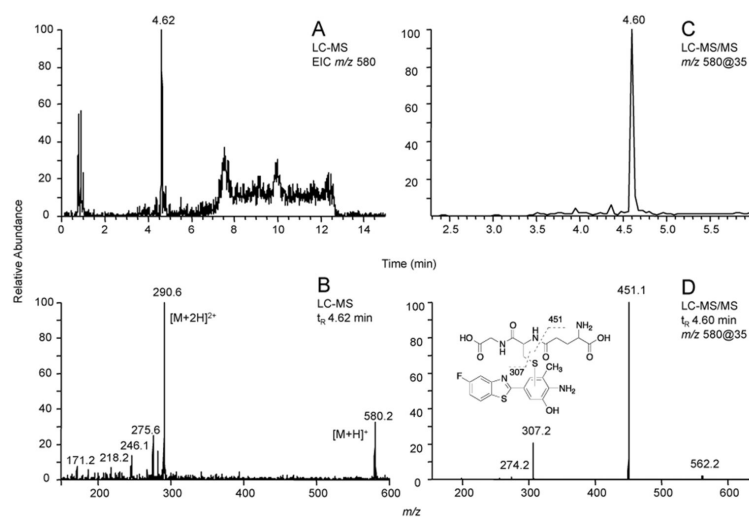 4.62
A
LC-MS
EIC m/z 580
100
80
60
40
20
0
0 2 4 6 8 10 12 14
4.60
C
LC-MS/MS
m/z 580@35
100
80
60
40
20
2.5 3.0 3.5 4.0 4.5 5.0 5.5
Relative Abundance
Time (min)
290.6
B
LC-MS
tR 4.62 min
[M+2H]2+
580.2
[M+H]+
275.6
246.1
218.2
171.2
100
80
60
40
20
0
200 300 400 500 600
451.1
D
LC-MS/MS
tR 4.60 min
m/z 580@35
451
O
NH2
H
N
HO
N
H
O
O
OH
O
307
S
CH3
F
N
NH2
S
OH
307.2
274.2
562.2
100
80
60
40
20
0
200 300 400 500 600
m/z